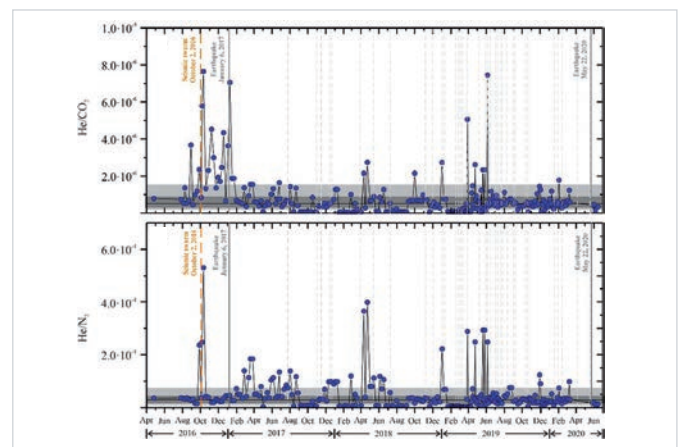 1,0·10⁻⁵
8,0·10⁻⁶
6,0·10⁻⁶
4,0·10⁻⁶
2,0·10⁻⁶
He/CO₂
Seismic swarm
October 2, 2016
Earthquake
January 6, 2017
Earthquake
May 22, 2020
6,0·10⁻⁴
4,0·10⁻⁴
2,0·10⁻⁴
He/N₂
Seismic swarm
October 2, 2016
Earthquake
January 6, 2017
Earthquake
May 22, 2020
Apr Jun Aug Oct Dec Feb Apr Jun Aug Oct Dec Feb Apr Jun Aug Oct Dec Feb Apr Jun Aug Oct Dec Feb Apr Jun
2016 2017 2018 2019 2020